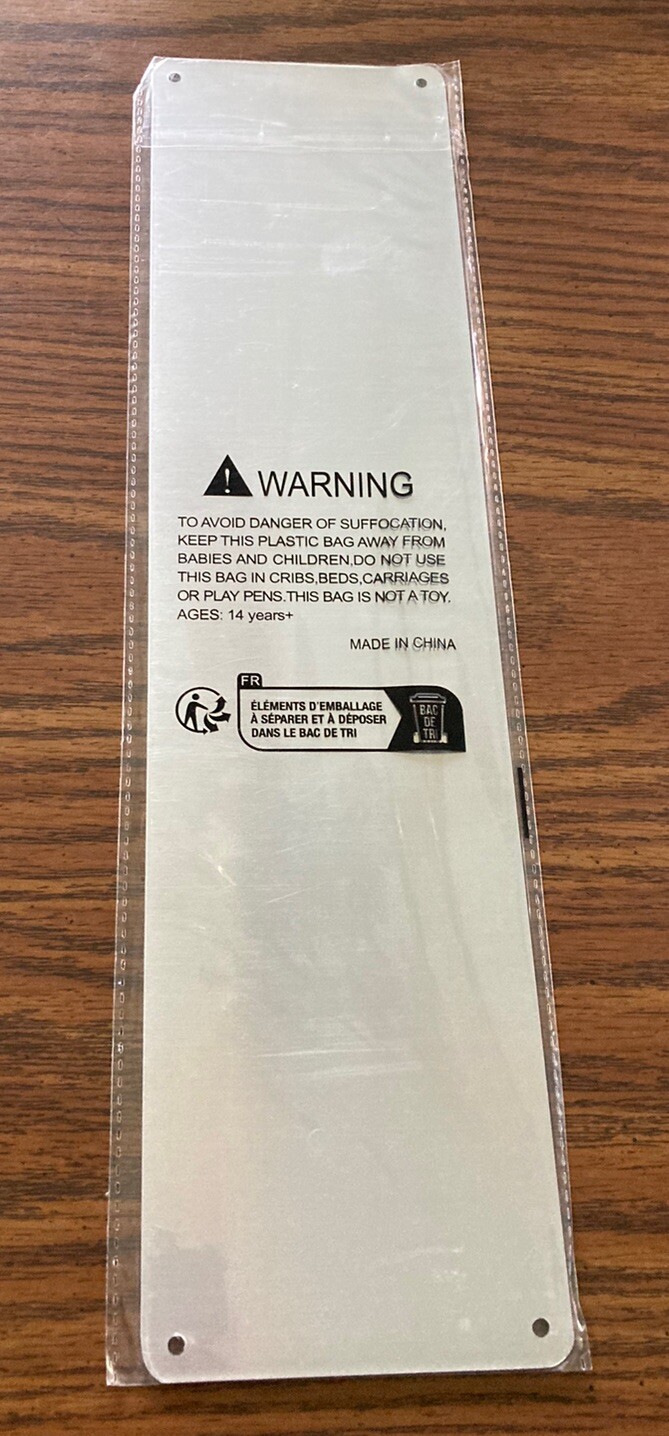 WARNING
TO AVOID DANGER OF SUFFOCATION,
KEEP THIS PLASTIC BAG AWAY FROM
BABIES AND CHILDREN,DO NOT USE
THIS BAG IN CRIBS,BEDS,CARRIAGES
OR PLAY PENS.THIS BAG IS NOT A TOY.
AGES: 14 years+
MADE IN CHINA
FR
ÉLÉMENTS D'EMBALLAGE
À SÉPARER ET À DÉPOSER
DANS LE BAC DE TRI
BAC
DE
TRI